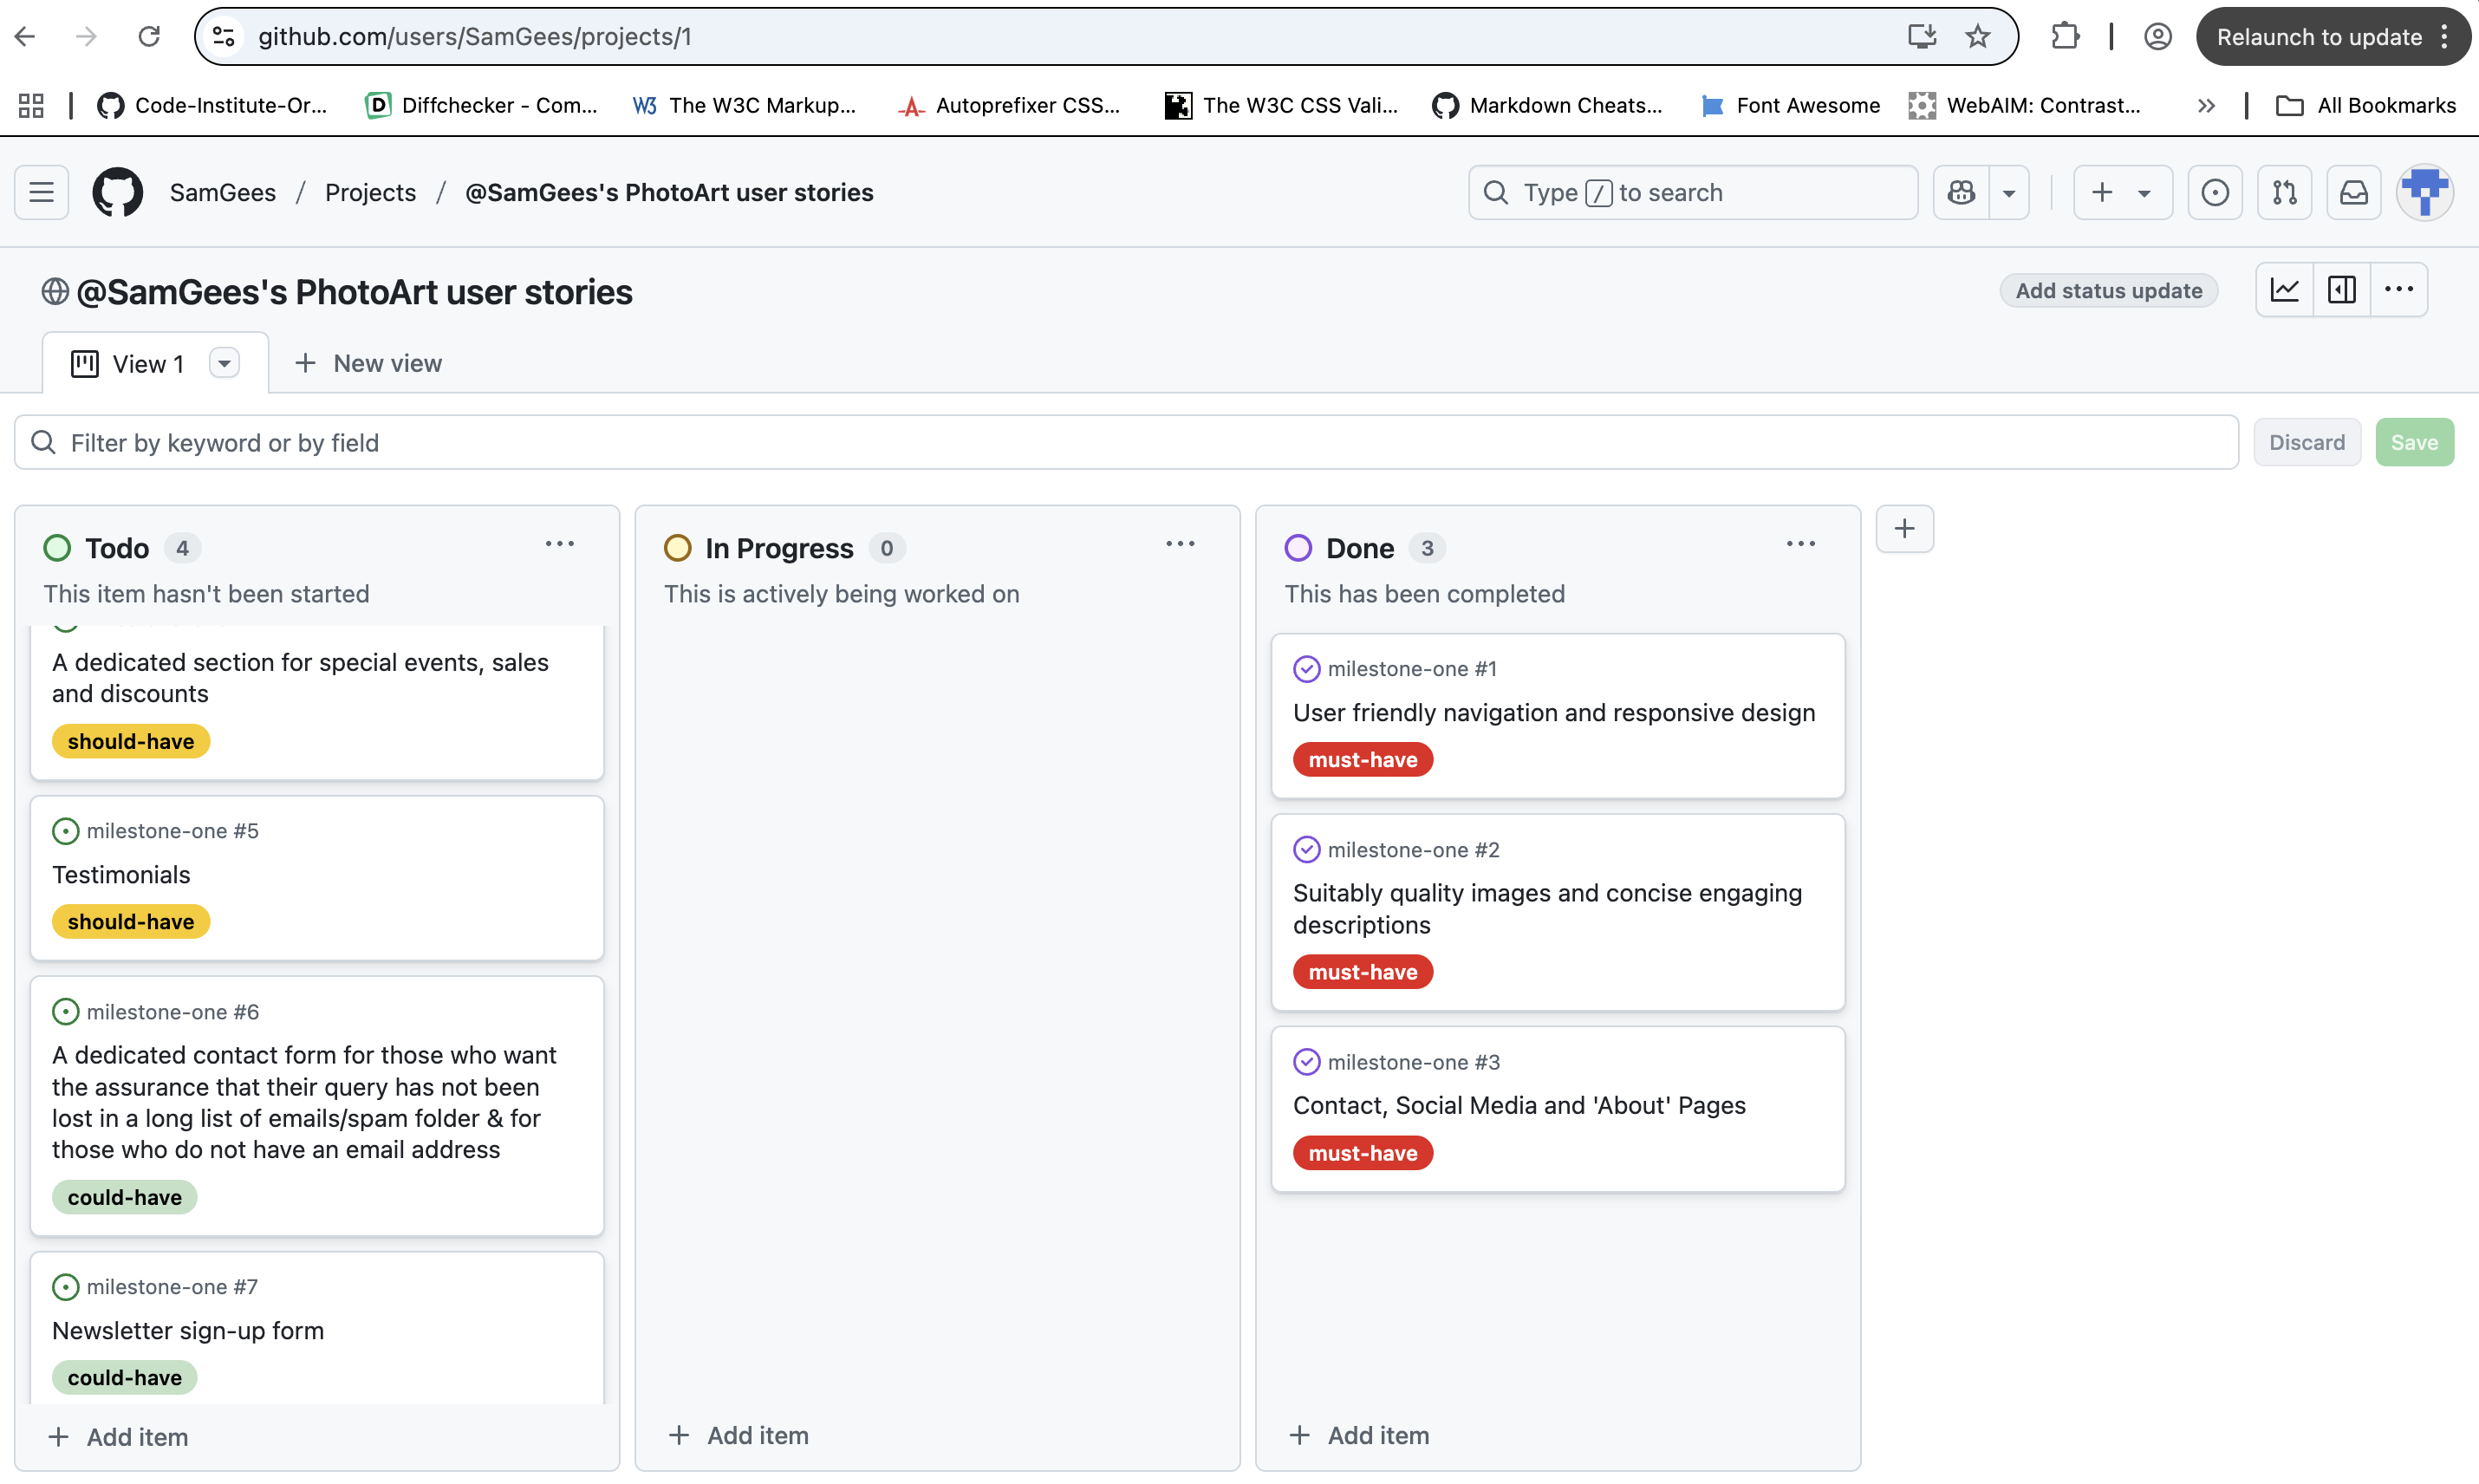 github.com/users/SamGees/projects/1
Relaunch to update
Code-Institute-Or...
Diffchecker - Com...
The W3C Markup...
Autoprefixer CSS...
The W3C CSS Vali...
Markdown Cheats...
Font Awesome
WebAIM: Contrast...
All Bookmarks
SamGees / Projects / @SamGees's PhotoArt user stories
Type / to search
@SamGees's PhotoArt user stories
Add status update
View 1
New view
Filter by keyword or by field
Discard
Save
Todo 4
This item hasn't been started
A dedicated section for special events, sales
and discounts
should-have
milestone-one #5
Testimonials
should-have
milestone-one #6
A dedicated contact form for those who want
the assurance that their query has not been
lost in a long list of emails/spam folder & for
those who do not have an email address
could-have
milestone-one #7
Newsletter sign-up form
could-have
Add item
In Progress 0
This is actively being worked on
Add item
Done 3
This has been completed
milestone-one #1
User friendly navigation and responsive design
must-have
milestone-one #2
Suitably quality images and concise engaging
descriptions
must-have
milestone-one #3
Contact, Social Media and 'About' Pages
must-have
Add item